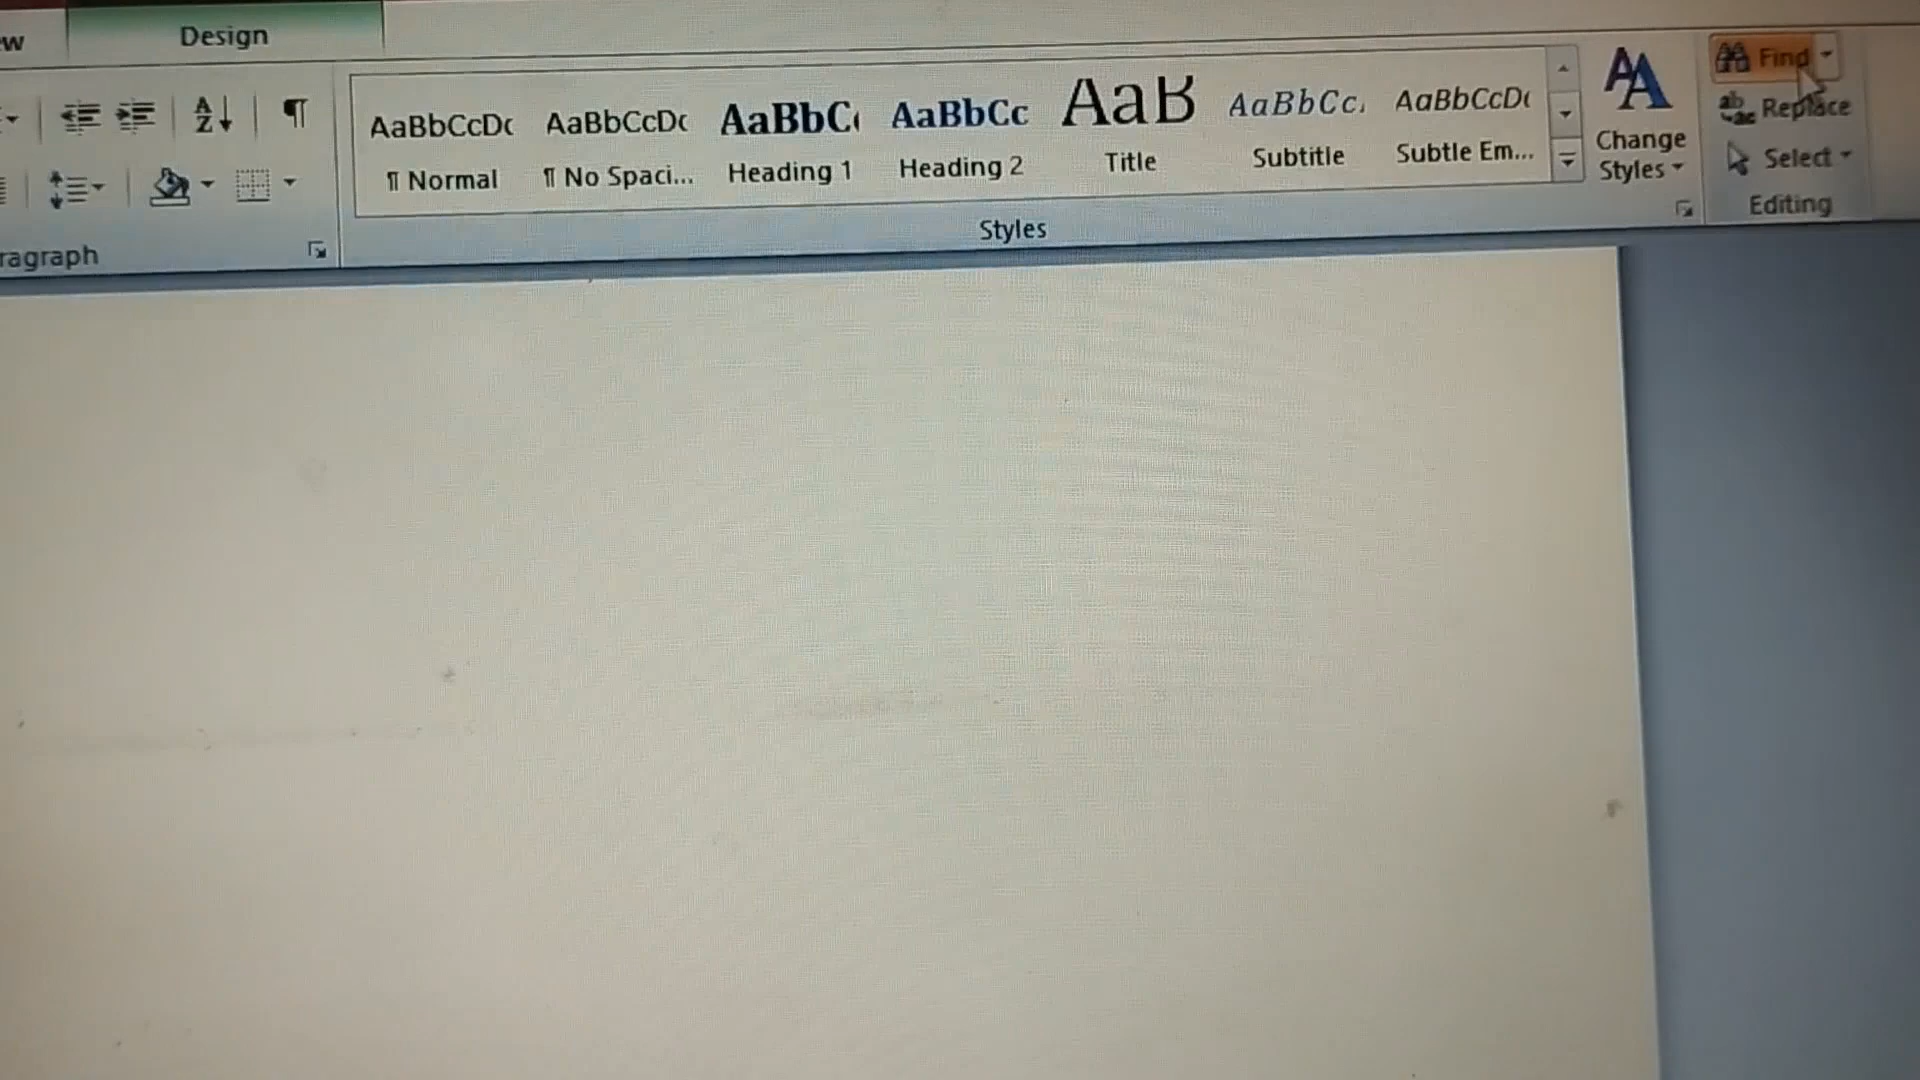 w Design
AaBbCcDc AaBbCcDc AaBbC AaBbCc AaB AaBbCc. AaBbCcDc
¶ Normal ¶ No Spaci... Heading 1 Heading 2 Title Subtitle Subtle Em...
Change
Styles
Find
Replace
Select
ragraph Styles Editing